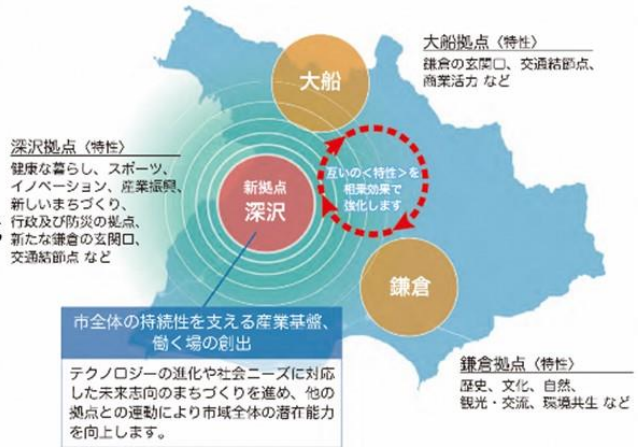 大船拠点〈特性〉
鎌倉の玄関口、交通結節点、
商業活力 など
大船
深沢拠点〈特性〉
健康な暮らし、スポーツ、
イノベーション、産業振興、
新しいまちづくり、
行政及び防災の拠点、
新たな鎌倉の玄関口、
交通結節点 など
新拠点
深沢
互いの<特性>を
相乗効果で
強化します
鎌倉
市全体の持続性を支える産業基盤、
働く場の創出
テクノロジーの進化や社会ニーズに対応
した未来志向のまちづくりを進め、他の
拠点との連動により市域全体の潜在能力
を向上します。
鎌倉拠点〈特性〉
歴史、文化、自然、
観光・交流、環境共生 など